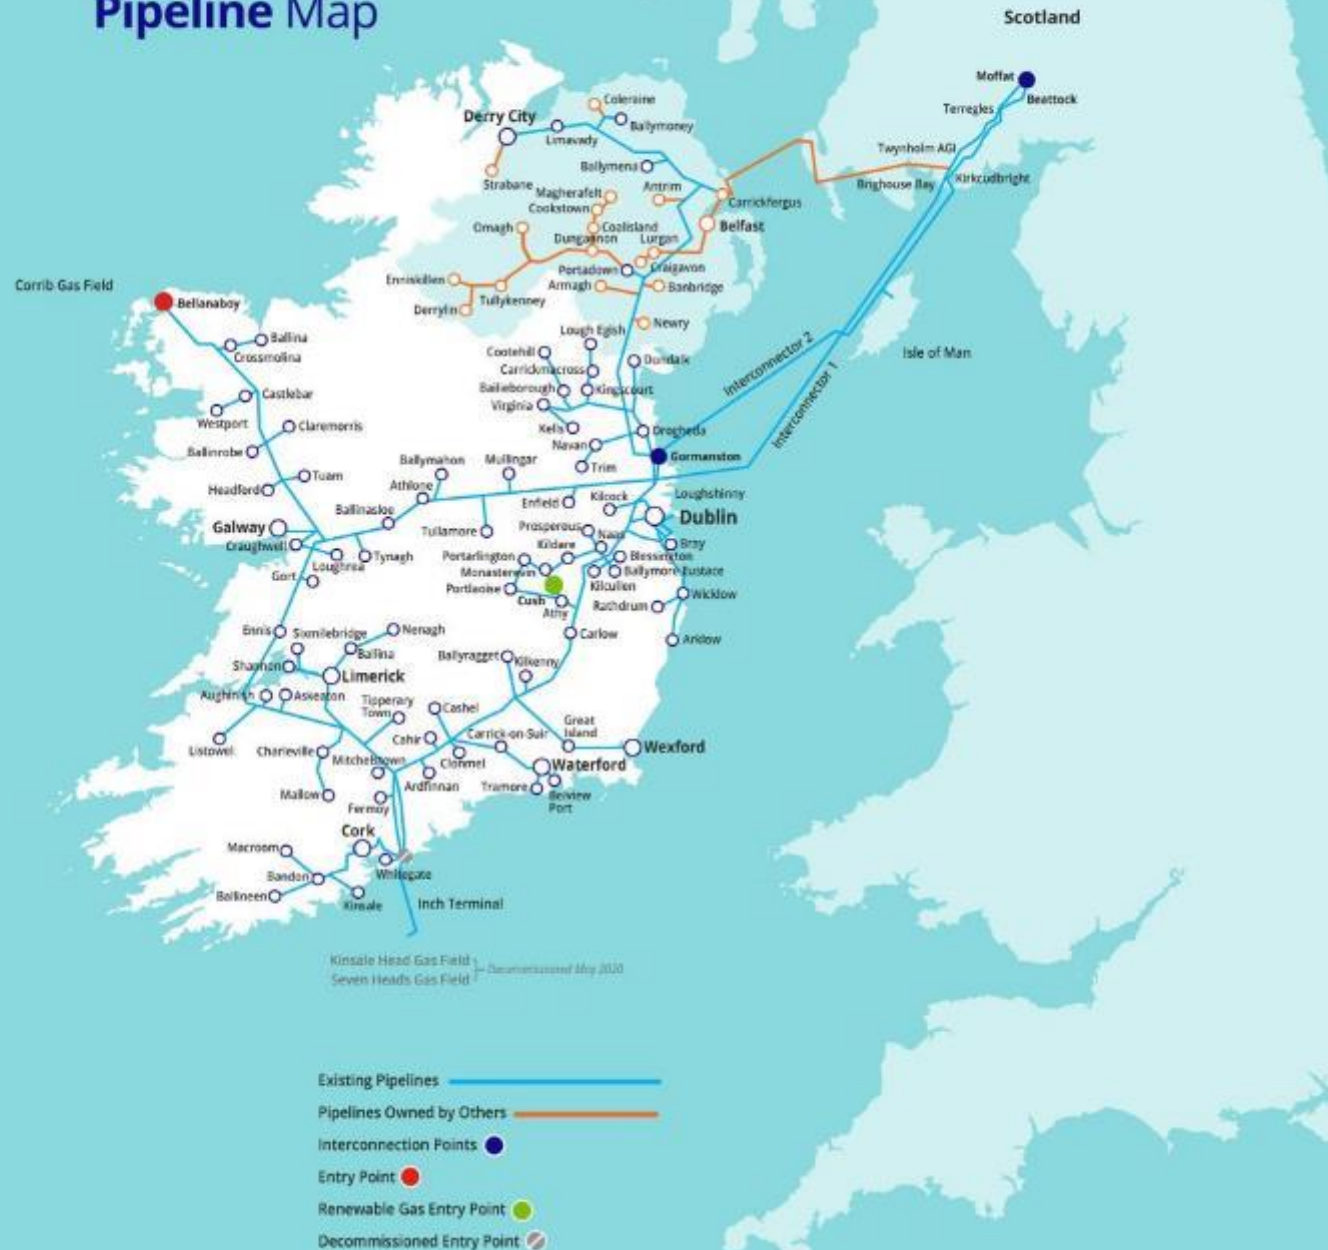 Pipeline Map
Scotland
Moffat
Beattock
Terregles
Twynholm AGI
Kirkcudbright
Brighouse Bay
Coleraine
Derry City
Ballymoney
Limavady
Ballymena
Strabane
Antrim
Magherafelt
Cookstown
Carrickfergus
Omagh
Coalisland
Belfast
Dungannon
Lurgan
Portadown
Craigavon
Enniskillen
Armagh
Banbridge
Tullykenney
Derrylin
Newry
Corrib Gas Field
Bellanaboy
Lough Egish
Ballina
Crossmolina
Cootehill
Dundalk
Isle of Man
Interconnector 2
Interconnector 1
Carrickmacross
Bailieborough
Kingscourt
Castlebar
Virginia
Westport
Claremorris
Kells
Drogheda
Navan
Ballinrobe
Gormanston
Ballymahon
Mullingar
Trim
Tuam
Headford
Athlone
Enfield
Kilcock
Loughshinny
Ballinasloe
Dublin
Galway
Tullamore
Prosperous
Naas
Craughwell
Bray
Kildare
Loughrea
Tynagh
Portarlington
Blessington
Gort
Monasterevin
Ballymore Eustace
Portlaoise
Kilcullen
Cush
Wicklow
Athy
Rathdrum
Ennis
Sixmilebridge
Nenagh
Carlow
Arklow
Ballina
Shannon
Ballyragget
Kilkenny
Limerick
Aughinish
Askeaton
Tipperary
Town
Cashel
Great
Island
Listowel
Charleville
Cahir
Carrick-on-Suir
Wexford
Mitchelstown
Clonmel
Waterford
Mallow
Ardfinnan
Tramore
Belview
Port
Fermoy
Cork
Macroom
Whitegate
Bandon
Ballineen
Kinsale
Inch Terminal
Kinsale Head Gas Field
Seven Heads Gas Field
Decommissioned May 2020
Existing Pipelines
Pipelines Owned by Others
Interconnection Points
Entry Point
Renewable Gas Entry Point
Decommissioned Entry Point